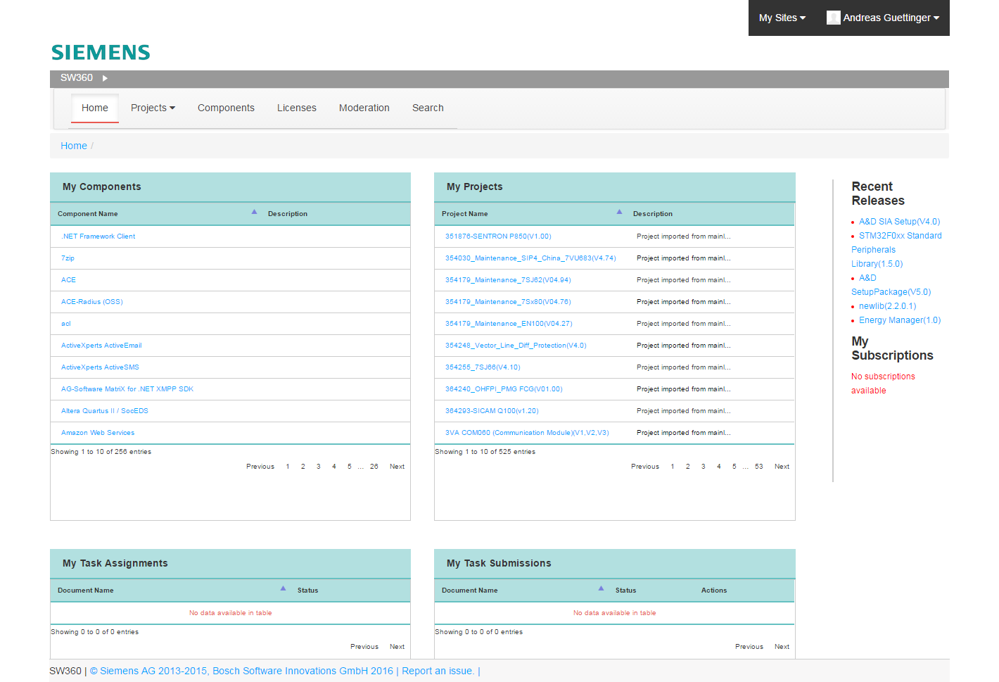 My Sites Andreas Guettinger
SIEMENS
SW360
Home Projects Components Licenses Moderation Search
Home /
My Components
Component Name Description
.NET Framework Client
7zip
ACE
ACE-Radius (OSS)
acl
ActiveXperts ActiveEmail
ActiveXperts ActiveSMS
AG-Software MatriX for .NET XMPP SDK
Altera Quartus II / SocEDS
Amazon Web Services
Showing 1 to 10 of 256 entries
Previous 1 2 3 4 5 ... 26 Next
My Projects
Project Name Description
351876-SENTRON P850(V1.00) Project imported from mainl...
354030_Maintenance_SIP4_China_7VU683(V4.74) Project imported from mainl...
354179_Maintenance_7SJ62(V04.94) Project imported from mainl...
354179_Maintenance_7Sx80(V04.76) Project imported from mainl...
354179_Maintenance_EN100(V04.27) Project imported from mainl...
354248_Vector_Line_Diff_Protection(V4.0) Project imported from mainl...
354255_7SJ66(V4.10) Project imported from mainl...
364240_OHFPI_PMG FCG(V01.00) Project imported from mainl...
364293-SICAM Q100(v1.20) Project imported from mainl...
3VA COM060 (Communication Module)(V1,V2,V3) Project imported from mainl...
Showing 1 to 10 of 525 entries
Previous 1 2 3 4 5 ... 53 Next
Recent
Releases
A&D SIA Setup(V4.0)
STM32F0xx Standard
Peripherals
Library(1.5.0)
A&D
SetupPackage(V5.0)
newlib(2.2.0.1)
Energy Manager(1.0)
My
Subscriptions
No subscriptions
available
My Task Assignments
Document Name Status
No data available in table
Showing 0 to 0 of 0 entries
Previous Next
My Task Submissions
Document Name Status Actions
No data available in table
Showing 0 to 0 of 0 entries
Previous Next
SW360 | © Siemens AG 2013-2015, Bosch Software Innovations GmbH 2016 | Report an issue. |